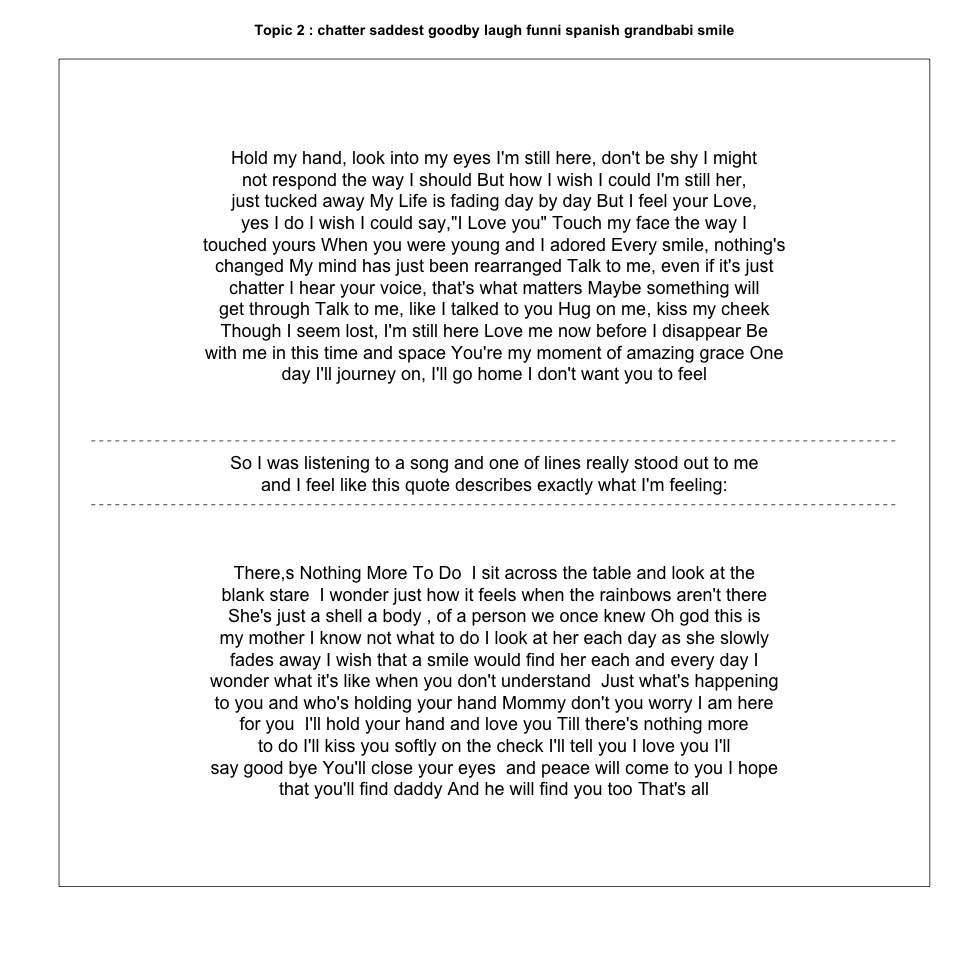 Topic 2 : chatter saddest goodby laugh funni spanish grandbabi smile
Hold my hand, look into my eyes I'm still here, don't be shy I might
not respond the way I should But how I wish I could I'm still her,
just tucked away My Life is fading day by day But I feel your Love,
yes I do I wish I could say,"I Love you" Touch my face the way I
touched yours When you were young and I adored Every smile, nothing's
changed My mind has just been rearranged Talk to me, even if it's just
chatter I hear your voice, that's what matters Maybe something will
get through Talk to me, like I talked to you Hug on me, kiss my cheek
Though I seem lost, I'm still here Love me now before I disappear Be
with me in this time and space You're my moment of amazing grace One
day I'll journey on, I'll go home I don't want you to feel
So I was listening to a song and one of lines really stood out to me
and I feel like this quote describes exactly what I'm feeling:
There,s Nothing More To Do  I sit across the table and look at the
blank stare  I wonder just how it feels when the rainbows aren't there
She's just a shell a body , of a person we once knew Oh god this is
my mother I know not what to do I look at her each day as she slowly
fades away I wish that a smile would find her each and every day I
wonder what it's like when you don't understand  Just what's happening
to you and who's holding your hand Mommy don't you worry I am here
for you  I'll hold your hand and love you Till there's nothing more
to do I'll kiss you softly on the check I'll tell you I love you I'll
say good bye You'll close your eyes  and peace will come to you I hope
that you'll find daddy And he will find you too That's all